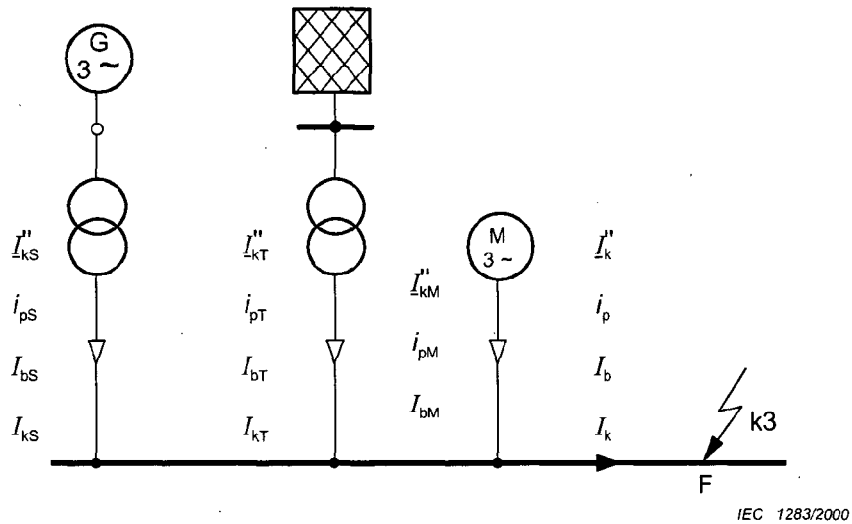 G
3 ~
M
3 ~
I"kS
ipS
IbS
IkS
I"kT
ipT
IbT
IkT
I"kM
ipM
IbM
I"k
ip
Ib
Ik
k3
F
IEC 1283/2000